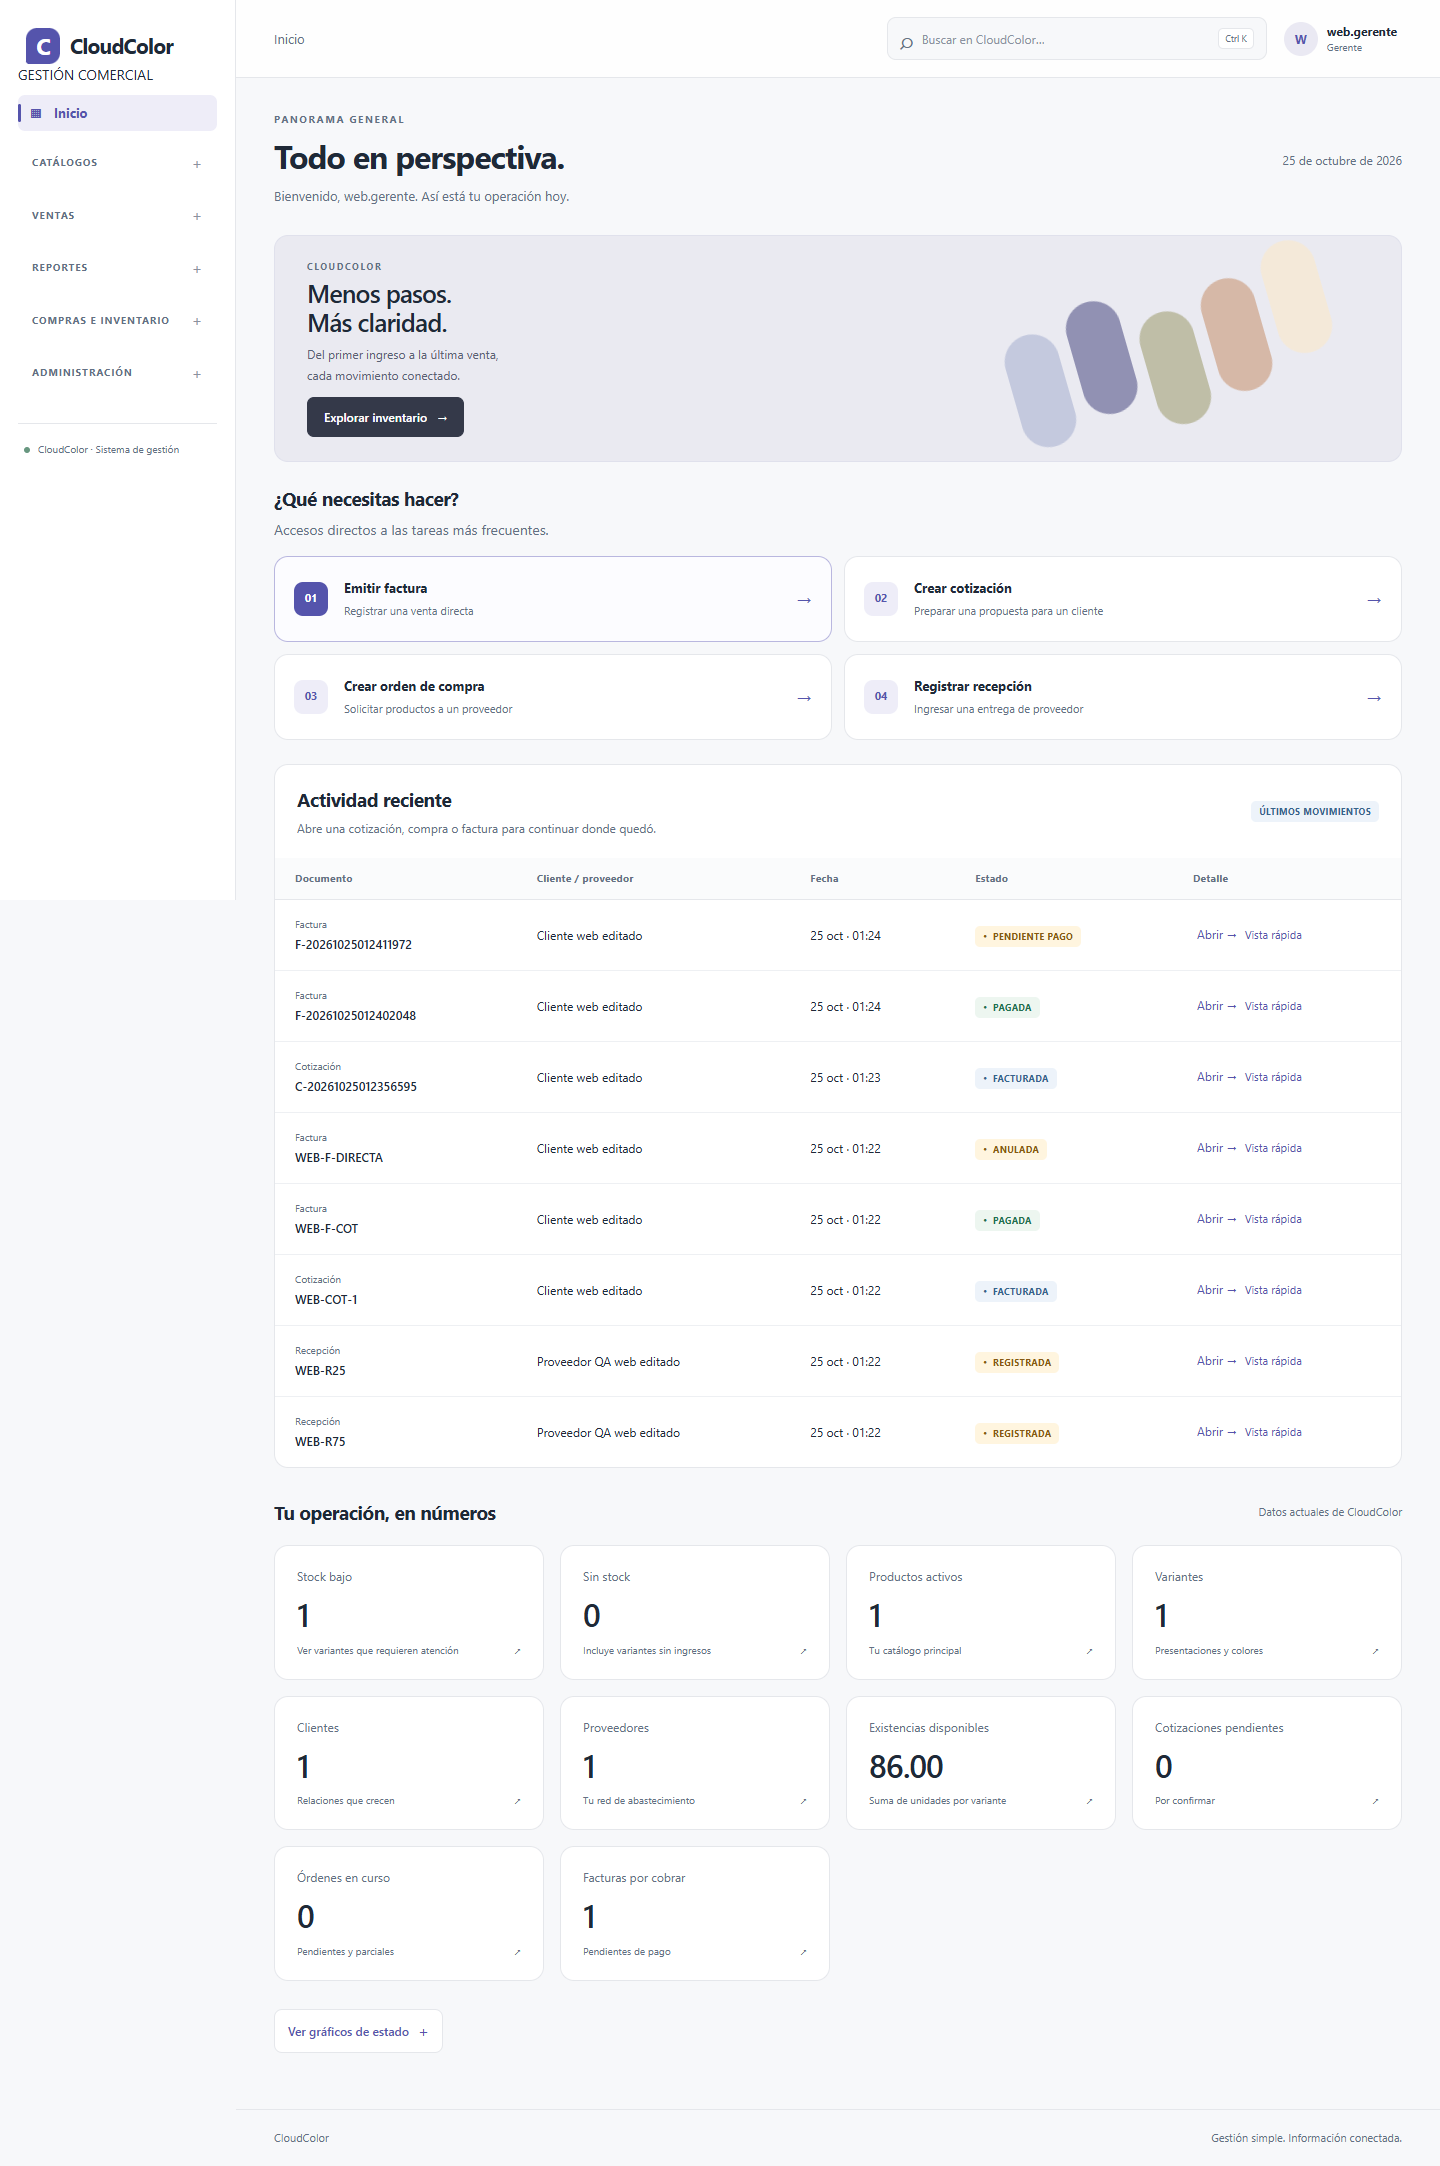 C CloudColor
GESTIÓN COMERCIAL
Inicio
CATÁLOGOS +
VENTAS +
REPORTES +
COMPRAS E INVENTARIO +
ADMINISTRACIÓN +
CloudColor · Sistema de gestión
Inicio
Buscar en CloudColor...
Ctrl K
W
web.gerente
Gerente
PANORAMA GENERAL
Todo en perspectiva.
25 de octubre de 2026
Bienvenido, web.gerente. Así está tu operación hoy.
CLOUDCOLOR
Menos pasos.
Más claridad.
Del primer ingreso a la última venta,
cada movimiento conectado.
Explorar inventario →
¿Qué necesitas hacer?
Accesos directos a las tareas más frecuentes.
01 Emitir factura →
Registrar una venta directa
02 Crear cotización →
Preparar una propuesta para un cliente
03 Crear orden de compra →
Solicitar productos a un proveedor
04 Registrar recepción →
Ingresar una entrega de proveedor
Actividad reciente
Abre una cotización, compra o factura para continuar donde quedó.
ÚLTIMOS MOVIMIENTOS
Documento Cliente / proveedor Fecha Estado Detalle
Factura
F-20261025012411972 Cliente web editado 25 oct · 01:24 • PENDIENTE PAGO Abrir → Vista rápida
Factura
F-20261025012402048 Cliente web editado 25 oct · 01:24 • PAGADA Abrir → Vista rápida
Cotización
C-20261025012356595 Cliente web editado 25 oct · 01:23 • FACTURADA Abrir → Vista rápida
Factura
WEB-F-DIRECTA Cliente web editado 25 oct · 01:22 • ANULADA Abrir → Vista rápida
Factura
WEB-F-COT Cliente web editado 25 oct · 01:22 • PAGADA Abrir → Vista rápida
Cotización
WEB-COT-1 Cliente web editado 25 oct · 01:22 • FACTURADA Abrir → Vista rápida
Recepción
WEB-R25 Proveedor QA web editado 25 oct · 01:22 • REGISTRADA Abrir → Vista rápida
Recepción
WEB-R75 Proveedor QA web editado 25 oct · 01:22 • REGISTRADA Abrir → Vista rápida
Tu operación, en números
Datos actuales de CloudColor
Stock bajo
1
Ver variantes que requieren atención ↗
Sin stock
0
Incluye variantes sin ingresos ↗
Productos activos
1
Tu catálogo principal ↗
Variantes
1
Presentaciones y colores ↗
Clientes
1
Relaciones que crecen ↗
Proveedores
1
Tu red de abastecimiento ↗
Existencias disponibles
86.00
Suma de unidades por variante ↗
Cotizaciones pendientes
0
Por confirmar ↗
Órdenes en curso
0
Pendientes y parciales ↗
Facturas por cobrar
1
Pendientes de pago ↗
Ver gráficos de estado +
CloudColor
Gestión simple. Información conectada.